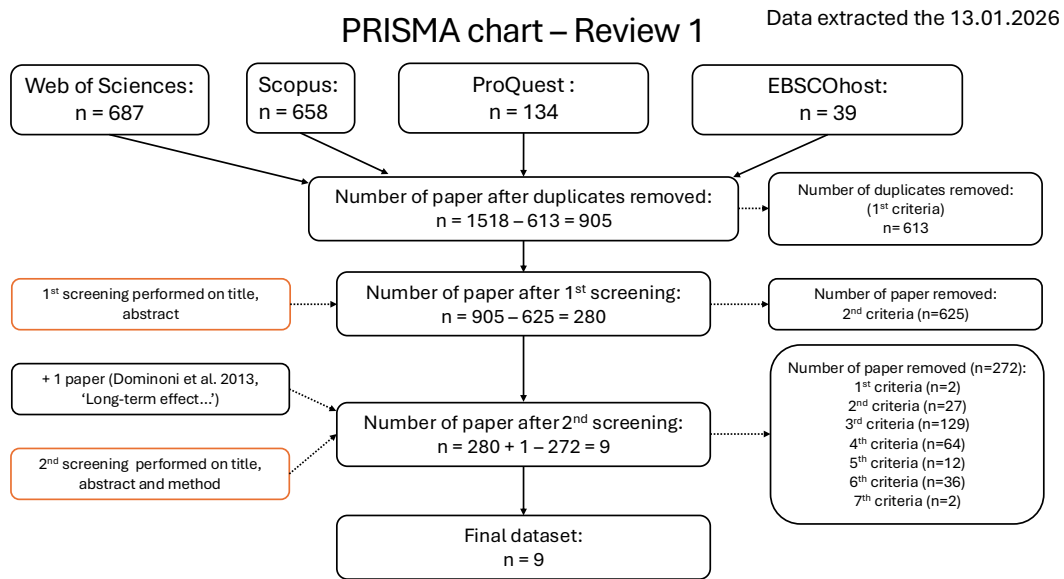 PRISMA chart – Review 1
Data extracted the 13.01.2026
Web of Sciences:
n = 687
Scopus:
n = 658
ProQuest :
n = 134
EBSCOhost:
n = 39
Number of paper after duplicates removed:
n = 1518 – 613 = 905
Number of duplicates removed:
(1st criteria)
n= 613
1st screening performed on title,
abstract
Number of paper after 1st screening:
n = 905 – 625 = 280
Number of paper removed:
2nd criteria (n=625)
+ 1 paper (Dominoni et al. 2013,
‘Long-term effect...’)
2nd screening performed on title,
abstract and method
Number of paper after 2nd screening:
n = 280 + 1 – 272 = 9
Number of paper removed (n=272):
1st criteria (n=2)
2nd criteria (n=27)
3rd criteria (n=129)
4th criteria (n=64)
5th criteria (n=12)
6th criteria (n=36)
7th criteria (n=2)
Final dataset:
n = 9